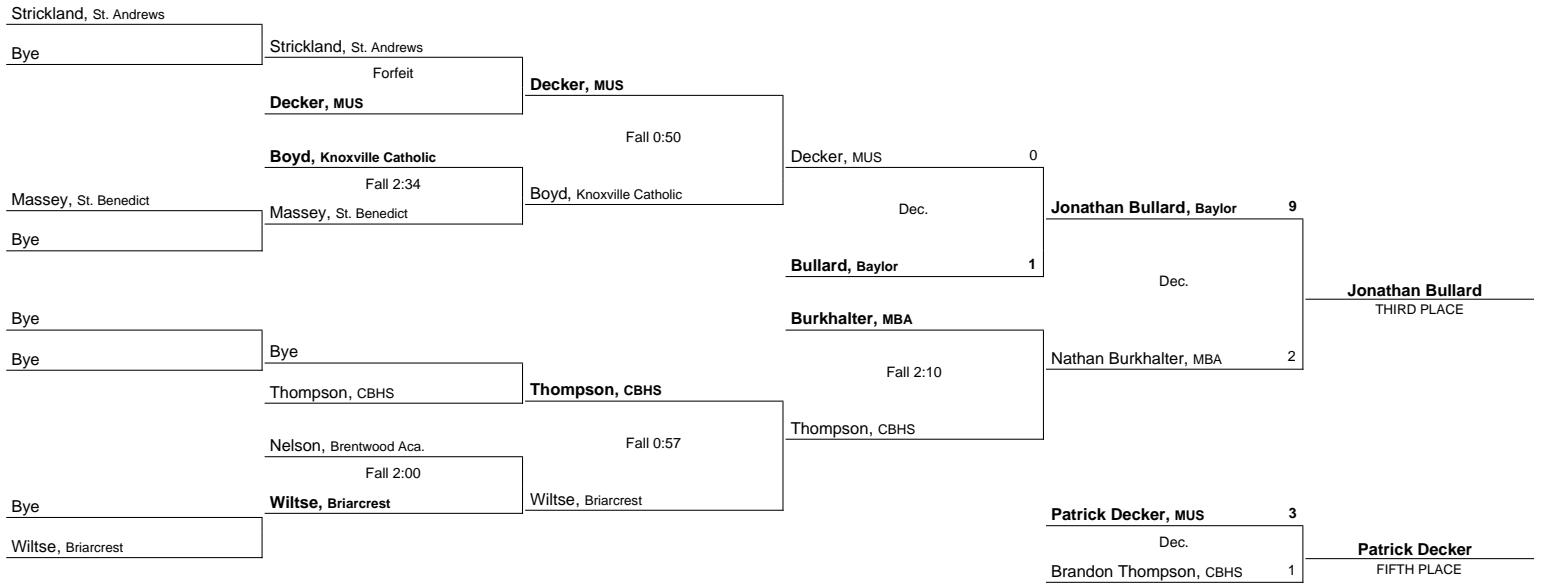 Strickland, St. Andrews
Bye
Strickland, St. Andrews
Forfeit
Decker, MUS
Decker, MUS
Fall 0:50
Boyd, Knoxville Catholic
Fall 2:34
Massey, St. Benedict
Massey, St. Benedict
Bye
Boyd, Knoxville Catholic
Decker, MUS 0
Dec.
Bullard, Baylor 1
Jonathan Bullard, Baylor 9
Dec.
Nathan Burkhalter, MBA 2
Jonathan Bullard
THIRD PLACE
Bye
Bye
Bye
Thompson, CBHS
Thompson, CBHS
Fall 0:57
Nelson, Brentwood Aca.
Fall 2:00
Wiltse, Briarcrest
Bye
Wiltse, Briarcrest
Wiltse, Briarcrest
Burkhalter, MBA
Fall 2:10
Thompson, CBHS
Patrick Decker, MUS 3
Dec.
Brandon Thompson, CBHS 1
Patrick Decker
FIFTH PLACE